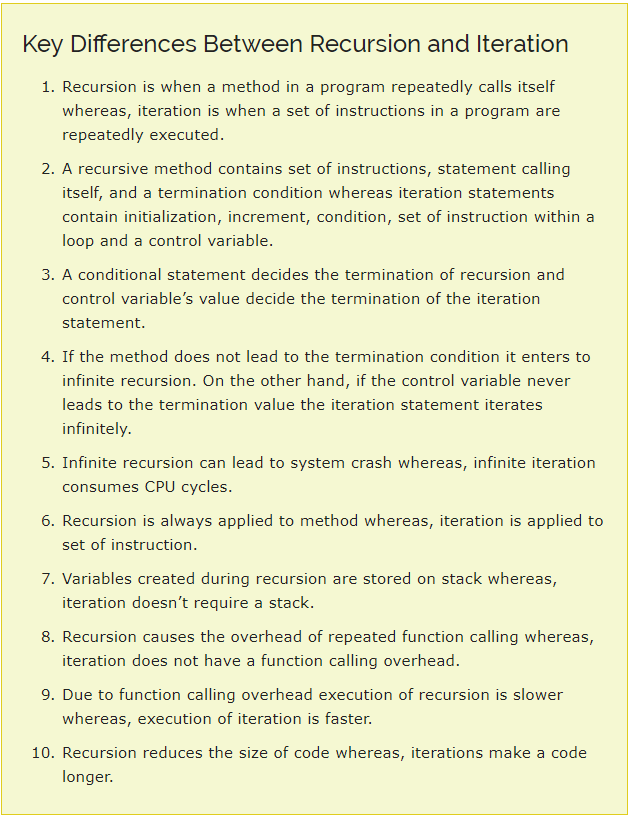 Key Differences Between Recursion and Iteration
1. Recursion is when a method in a program repeatedly calls itself
whereas, iteration is when a set of instructions in a program are
repeatedly executed.
2. A recursive method contains set of instructions, statement calling
itself, and a termination condition whereas iteration statements
contain initialization, increment, condition, set of instruction within a
loop and a control variable.
3. A conditional statement decides the termination of recursion and
control variable’s value decide the termination of the iteration
statement.
4. If the method does not lead to the termination condition it enters to
infinite recursion. On the other hand, if the control variable never
leads to the termination value the iteration statement iterates
infinitely.
5. Infinite recursion can lead to system crash whereas, infinite iteration
consumes CPU cycles.
6. Recursion is always applied to method whereas, iteration is applied to
set of instruction.
7. Variables created during recursion are stored on stack whereas,
iteration doesn’t require a stack.
8. Recursion causes the overhead of repeated function calling whereas,
iteration does not have a function calling overhead.
9. Due to function calling overhead execution of recursion is slower
whereas, execution of iteration is faster.
10. Recursion reduces the size of code whereas, iterations make a code
longer.